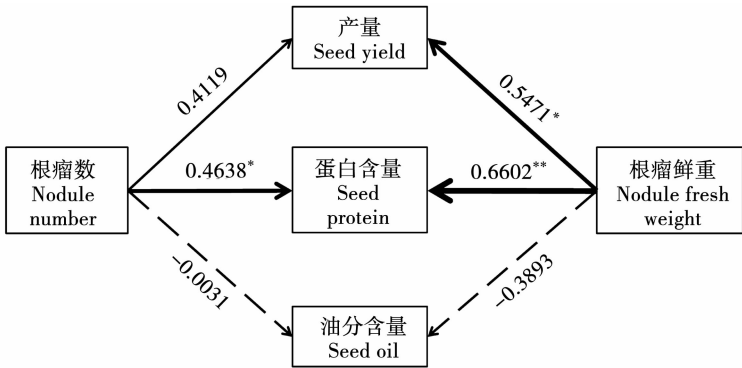 产量
Seed yield
0.4119
0.5471*
根瘤数
Nodule
number
0.4638*
蛋白含量
Seed
protein
0.6602**
根瘤鲜重
Nodule fresh
weight
-0.0031
-0.3893
油分含量
Seed oil